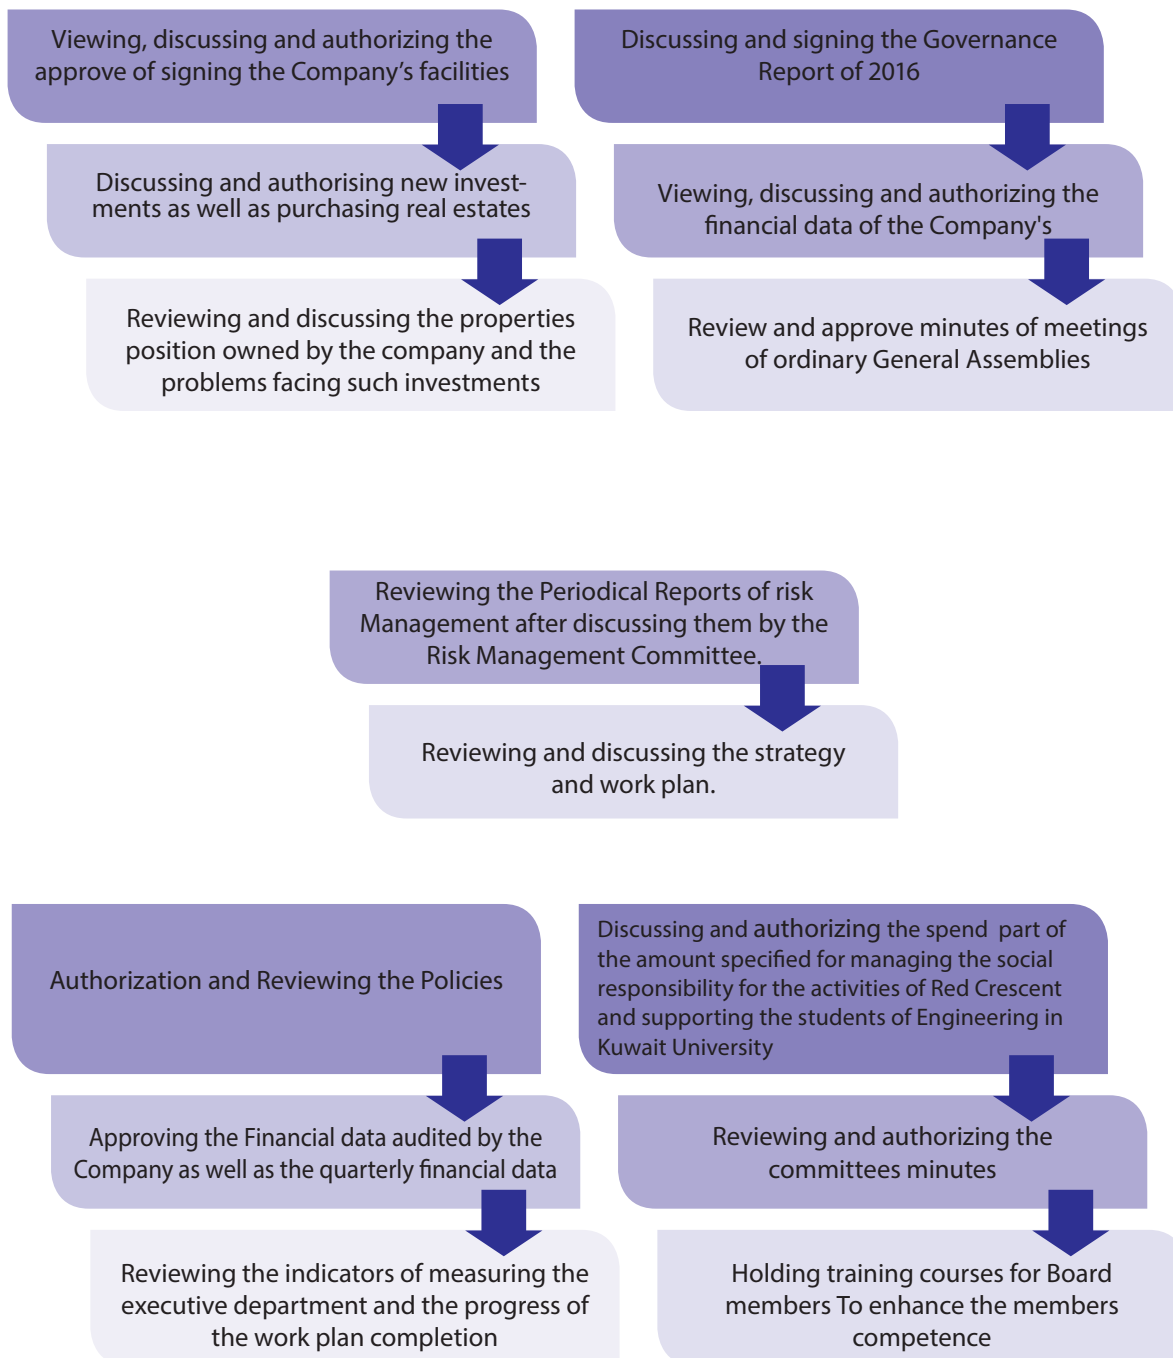 Viewing, discussing and authorizing the
approve of signing the Company’s facilities
Discussing and authorising new invest-
ments as well as purchasing real estates
Reviewing and discussing the properties
position owned by the company and the
problems facing such investments
Discussing and signing the Governance
Report of 2016
Viewing, discussing and authorizing the
financial data of the Company's
Review and approve minutes of meetings
of ordinary General Assemblies
Reviewing the Periodical Reports of risk
Management after discussing them by the
Risk Management Committee.
Reviewing and discussing the strategy
and work plan.
Authorization and Reviewing the Policies
Approving the Financial data audited by the
Company as well as the quarterly financial data
Reviewing the indicators of measuring the
executive department and the progress of
the work plan completion
Discussing and authorizing the spend part of
the amount specified for managing the social
responsibility for the activities of Red Crescent
and supporting the students of Engineering in
Kuwait University
Reviewing and authorizing the
committees minutes
Holding training courses for Board
members To enhance the members
competence